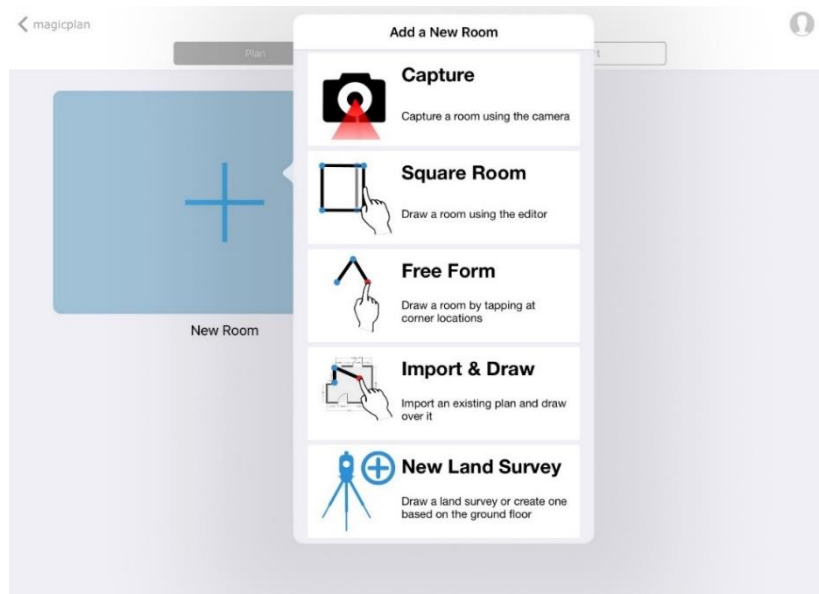 magicplan
Add a New Room
Plan
Capture
Capture a room using the camera
Square Room
Draw a room using the editor
Free Form
Draw a room by tapping at
corner locations
New Room
Import & Draw
Import an existing plan and draw
over it
New Land Survey
Draw a land survey or create one
based on the ground floor